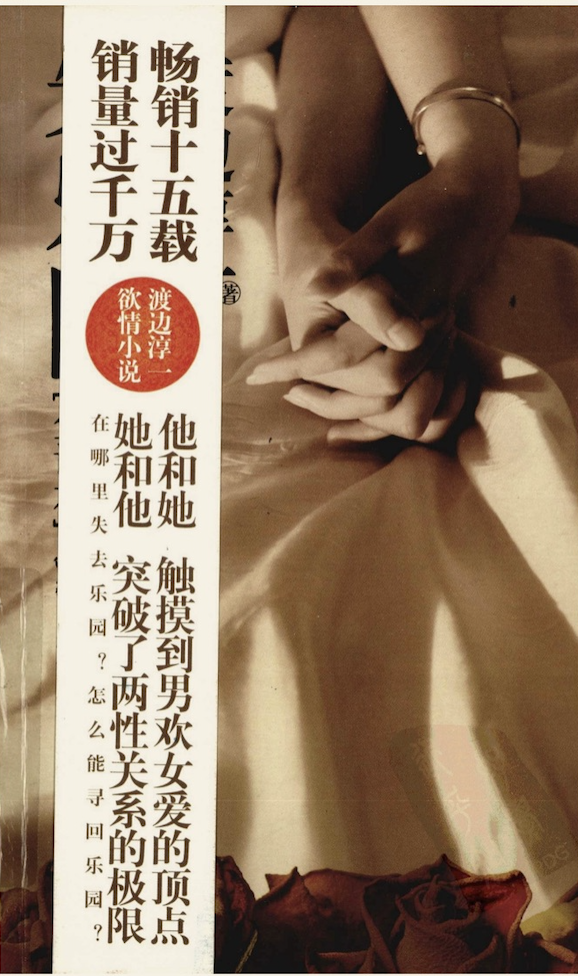 畅销十五载
销量过千万
著
渡边淳一
欲情小说
他和她 触摸到男欢女爱的顶点
她和他 突破了两性关系的极限
在哪里失去乐园？怎么能寻回乐园？